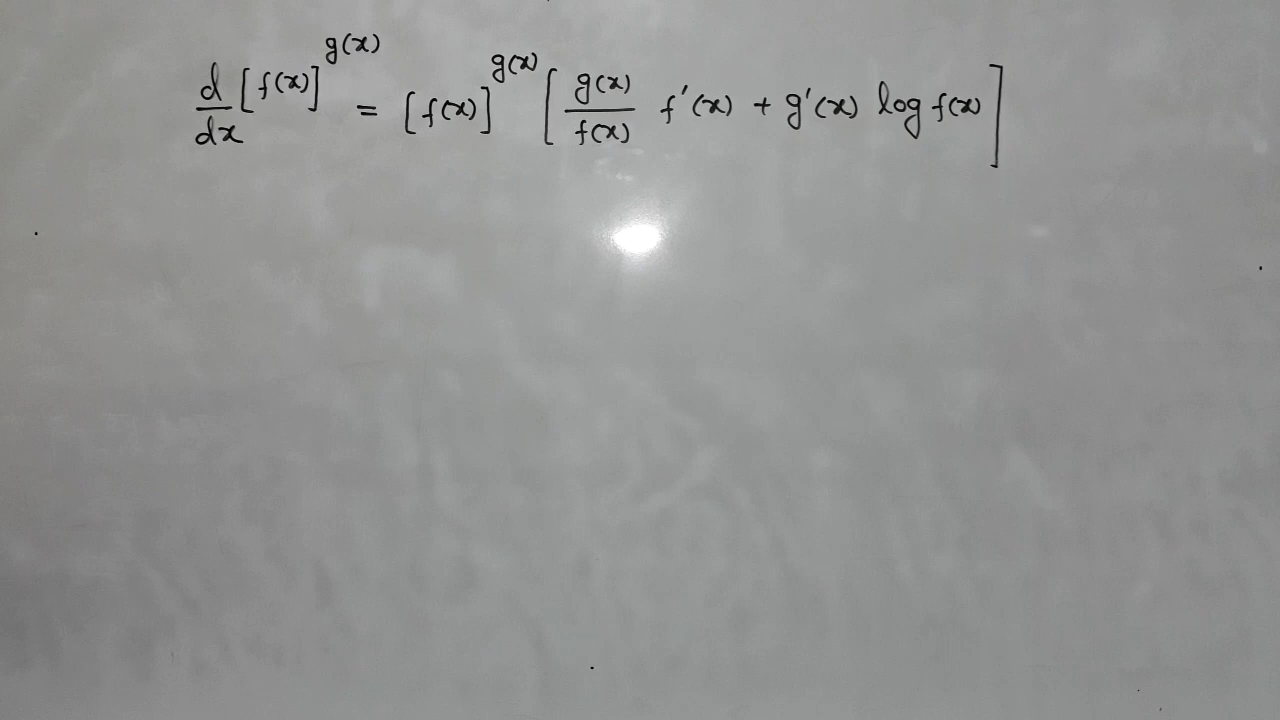 d/dx [f(x)]^g(x) = [f(x)]^g(x) [ g(x)/f(x) f'(x) + g'(x) log f(x) ]